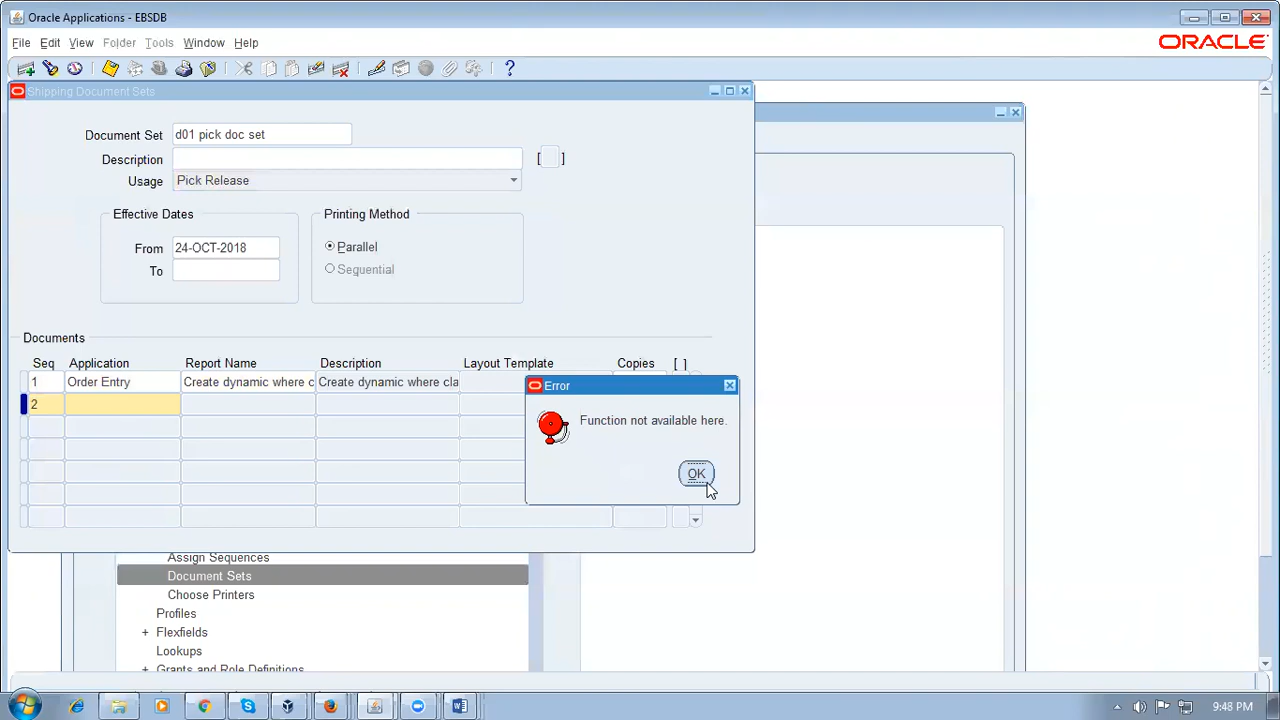 Oracle Applications - EBSDB
File Edit View Folder Tools Window Help
ORACLE
Shipping Document Sets
Document Set d01 pick doc set
Description [ ]
Usage Pick Release
Effective Dates Printing Method
From 24-OCT-2018 Parallel
To Sequential
Documents
Seq Application Report Name Description Layout Template Copies [ ]
1 Order Entry Create dynamic where c Create dynamic where cla
2
Error
Function not available here.
OK
Assign Sequences
Document Sets
Choose Printers
Profiles
+ Flexfields
Lookups
+ Grants and Role Definitions
9:48 PM